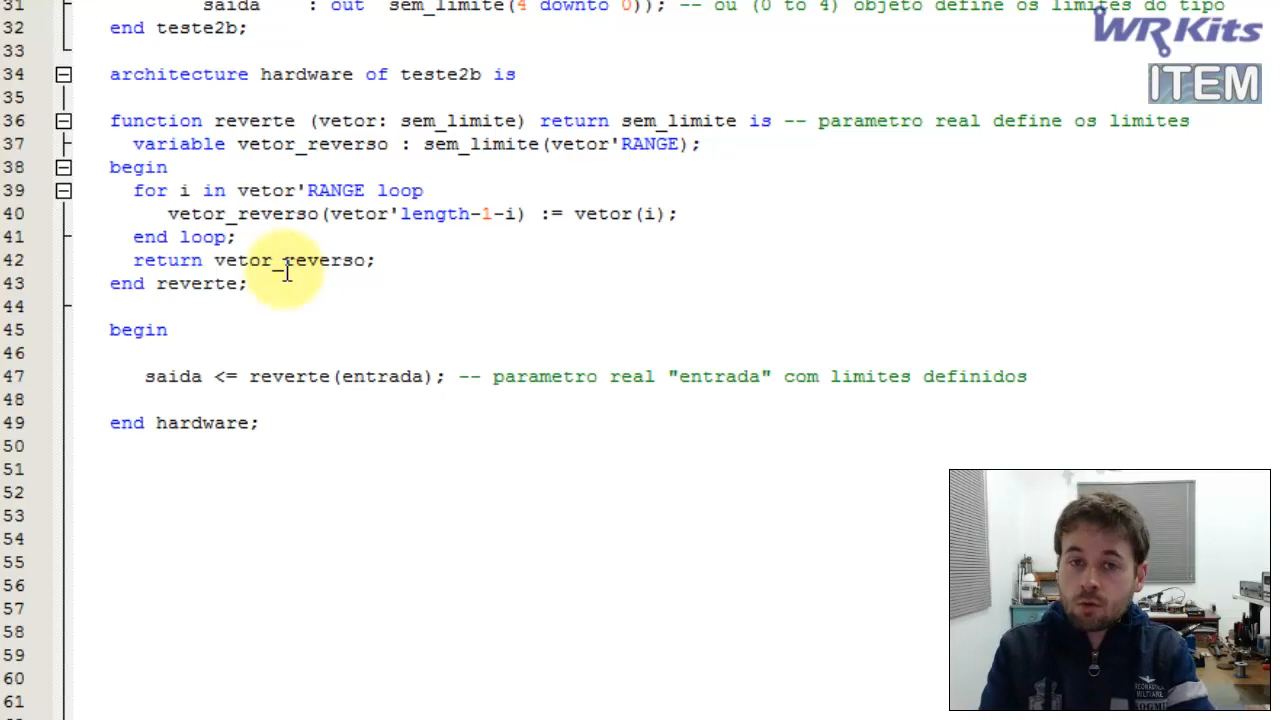 31 saida : out sem_limite(4 downto 0)); -- ou (0 to 4) objeto define os limites do tipo
32 end teste2b;
33
34 architecture hardware of teste2b is
35
36 function reverte (vetor: sem_limite) return sem_limite is -- parametro real define os limites
37 variable vetor_reverso : sem_limite(vetor'RANGE);
38 begin
39 for i in vetor'RANGE loop
40 vetor_reverso(vetor'length-1-i) := vetor(i);
41 end loop;
42 return vetor_reverso;
43 end reverte;
44
45 begin
46
47 saida <= reverte(entrada); -- parametro real "entrada" com limites definidos
48
49 end hardware;
50
51
52
53
54
55
56
57
58
59
60
61
WR Kits
ITEM